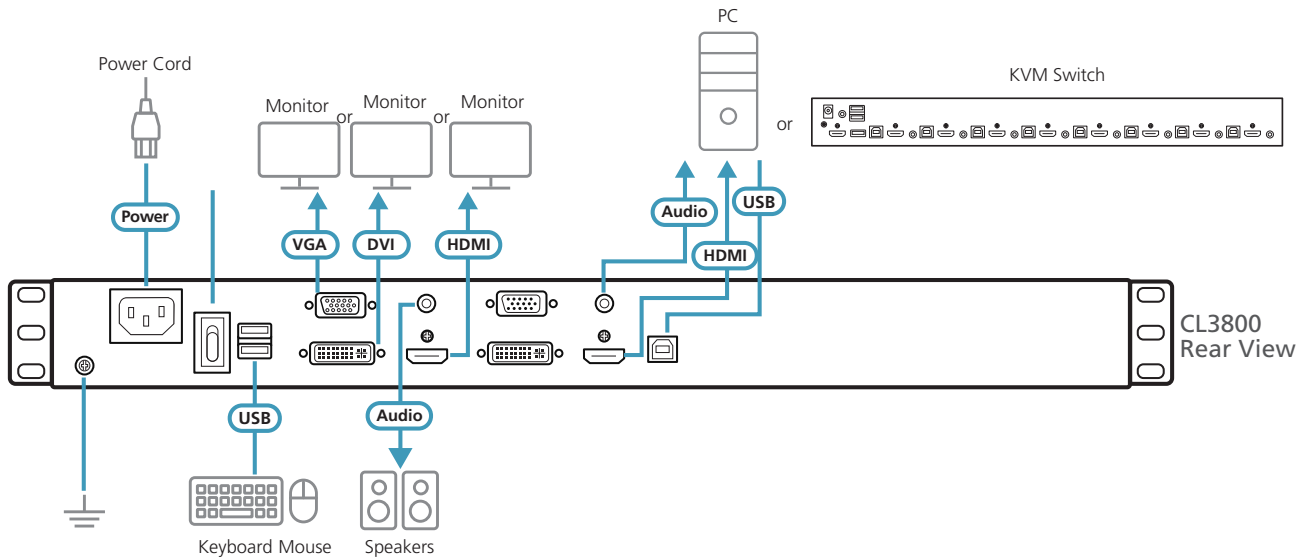 PC
Power Cord
KVM Switch
Monitor or Monitor or Monitor
or
Power
Audio
USB
VGA
DVI
HDMI
HDMI
CL3800
Rear View
USB
Audio
Keyboard Mouse
Speakers